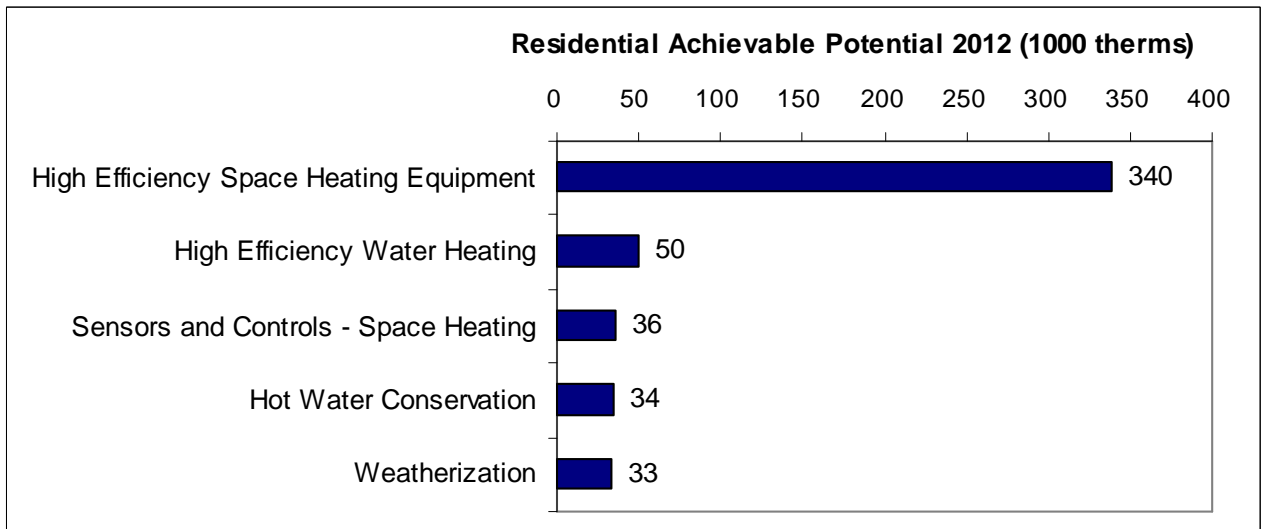 Residential Achievable Potential 2012 (1000 therms)
0 50 100 150 200 250 300 350 400
High Efficiency Space Heating Equipment 340
High Efficiency Water Heating 50
Sensors and Controls - Space Heating 36
Hot Water Conservation 34
Weatherization 33